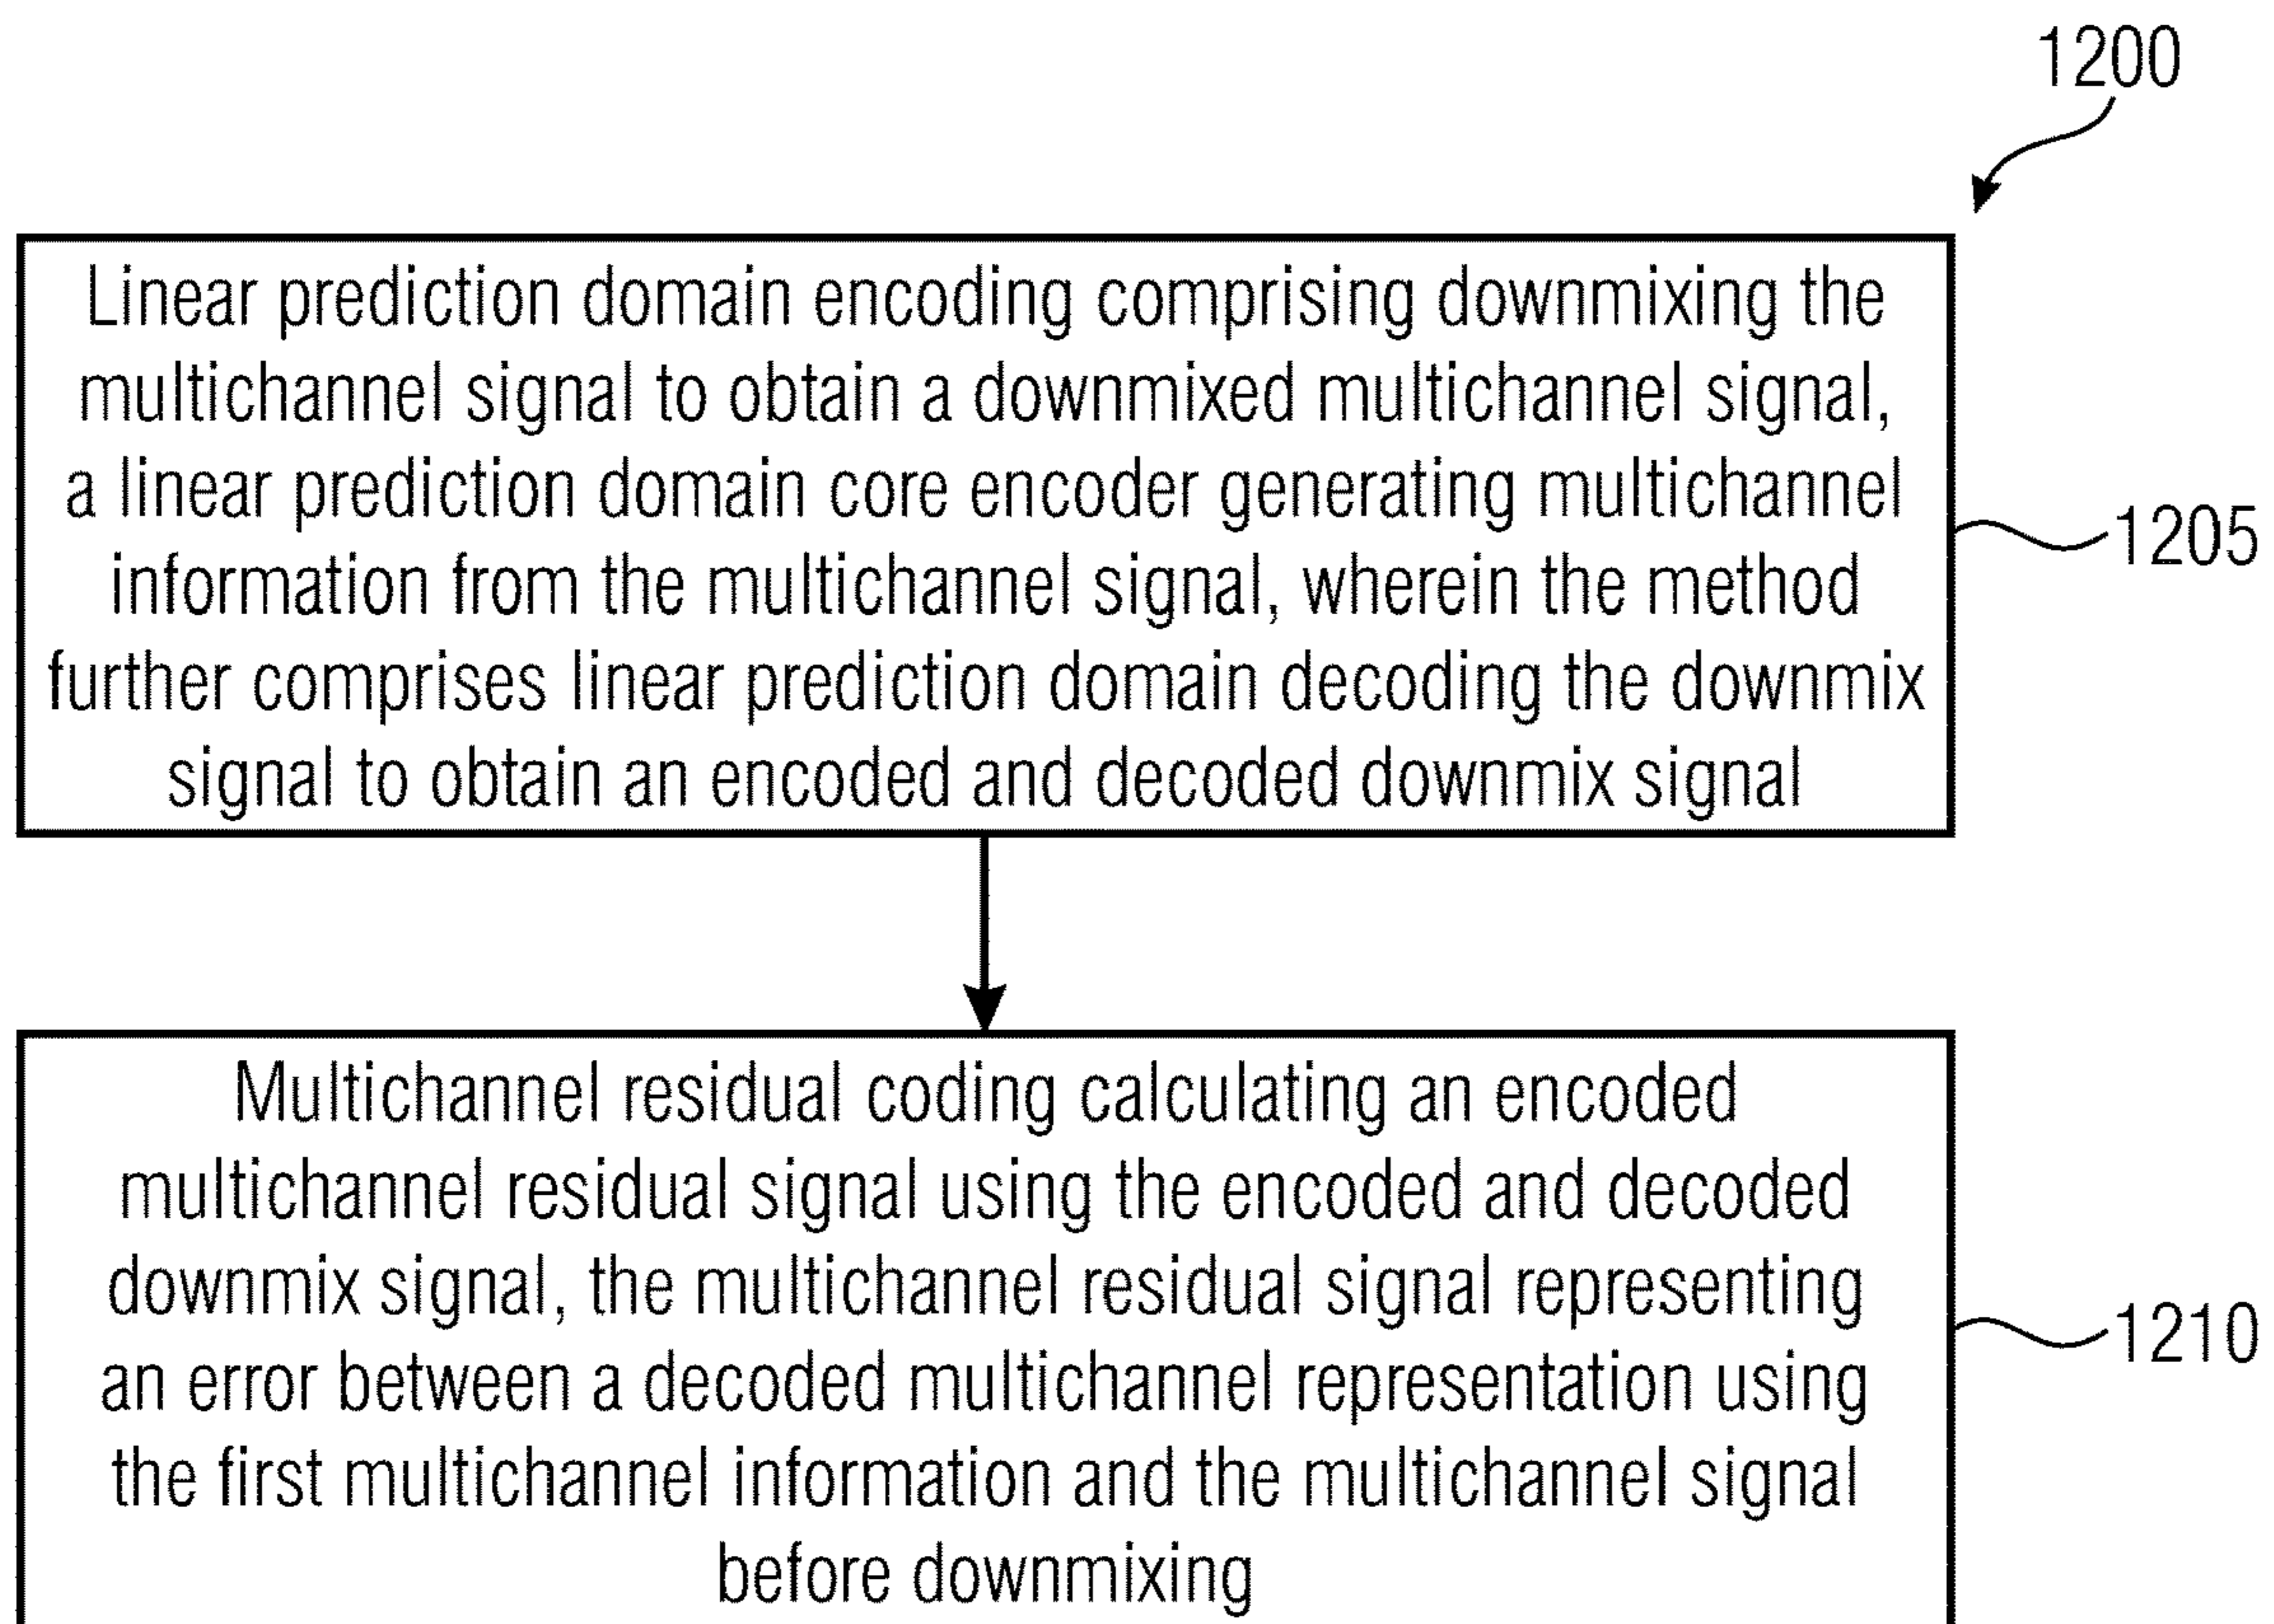 1200
Linear prediction domain encoding comprising downmixing the
multichannel signal to obtain a downmixed multichannel signal,
a linear prediction domain core encoder generating multichannel
information from the multichannel signal, wherein the method
further comprises linear prediction domain decoding the downmix
signal to obtain an encoded and decoded downmix signal
1205
Multichannel residual coding calculating an encoded
multichannel residual signal using the encoded and decoded
downmix signal, the multichannel residual signal representing
an error between a decoded multichannel representation using
the first multichannel information and the multichannel signal
before downmixing
1210